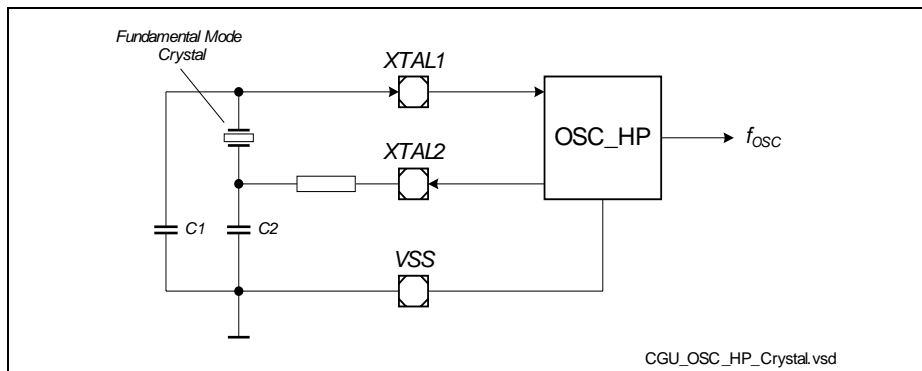 Fundamental Mode
Crystal
XTAL1
OSC_HP
fOSC
XTAL2
C1
C2
VSS
CGU_OSC_HP_Crystal.vsd